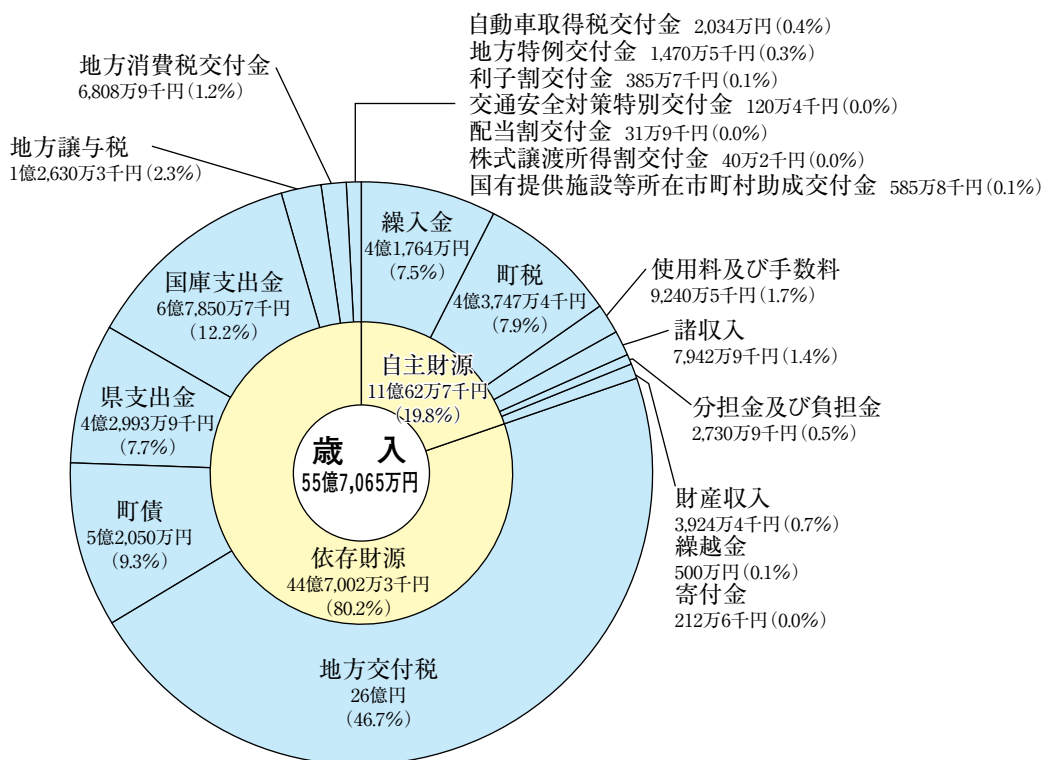 自動車取得税交付金 2,034万円(0.4%)
地方特例交付金 1,470万5千円(0.3%)
利子割交付金 385万7千円(0.1%)
交通安全対策特別交付金 120万4千円(0.0%)
配当割交付金 31万9千円(0.0%)
株式譲渡所得割交付金 40万2千円(0.0%)
国有提供施設等所在市町村助成交付金 585万8千円(0.1%)
地方消費税交付金
6,808万9千円(1.2%)
地方譲与税
1億2,630万3千円(2.3%)
繰入金
4億1,764万円
(7.5%)
町税
4億3,747万4千円
(7.9%)
使用料及び手数料
9,240万5千円(1.7%)
諸収入
7,942万9千円(1.4%)
分担金及び負担金
2,730万9千円(0.5%)
財産収入
3,924万4千円(0.7%)
繰越金
500万円(0.1%)
寄付金
212万6千円(0.0%)
国庫支出金
6億7,850万7千円
(12.2%)
県支出金
4億2,993万9千円
(7.7%)
町債
5億2,050万円
(9.3%)
自主財源
11億62万7千円
(19.8%)
歳 入
55億7,065万円
依存財源
44億7,002万3千円
(80.2%)
地方交付税
26億円
(46.7%)